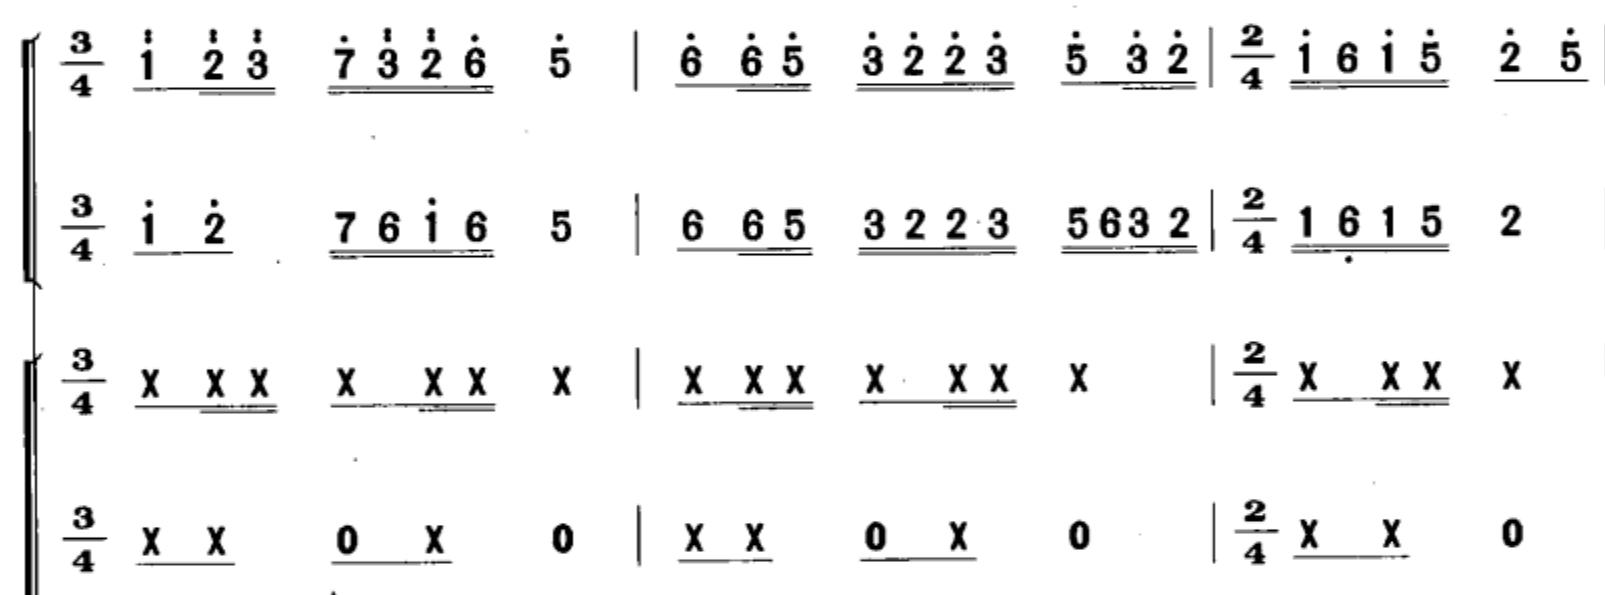 3/4 1̈ 2̈ 3̈ 7̇ 3̈ 2̈ 6̇ 5̇ | 6̇ 6̇ 5̇ 3̇ 2̇ 2̇ 3̇ 5̇ 3̇ 2̇ | 2/4 1̇ 6 1̇ 5̇ 2̇ 5̇
3/4 1̇ 2̇ 7 6 1̇ 6 5 | 6 6 5 3 2 2 3 5 6 3 2 | 2/4 1 6̣ 1 5 2
3/4 X X X X X X X | X X X X X X X | 2/4 X X X X
3/4 X X 0 X 0 | X X 0 X 0 | 2/4 X X 0